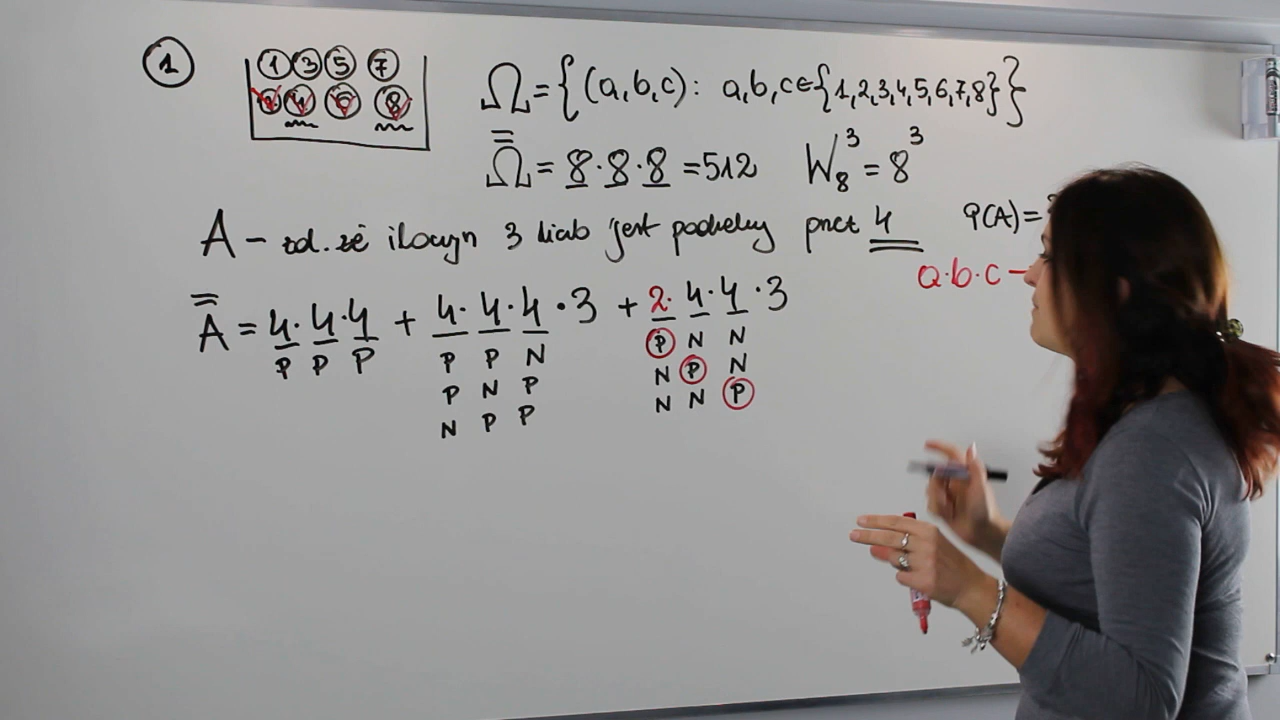 1
1 3 5 7
2 4 6 8
Ω = {(a,b,c): a,b,c ∈ {1,2,3,4,5,6,7,8}}
Ω̿ = 8·8·8 = 512 W₈³ = 8³
A – zd. że iloczyn 3 liczb jest podzielny przez 4 P(A) = ?
a·b·c –
A̿ = 4·4·4 + 4·4·4·3 + 2·4·4·3
P P P P P N P N N
P N P N P N
N P P N N P